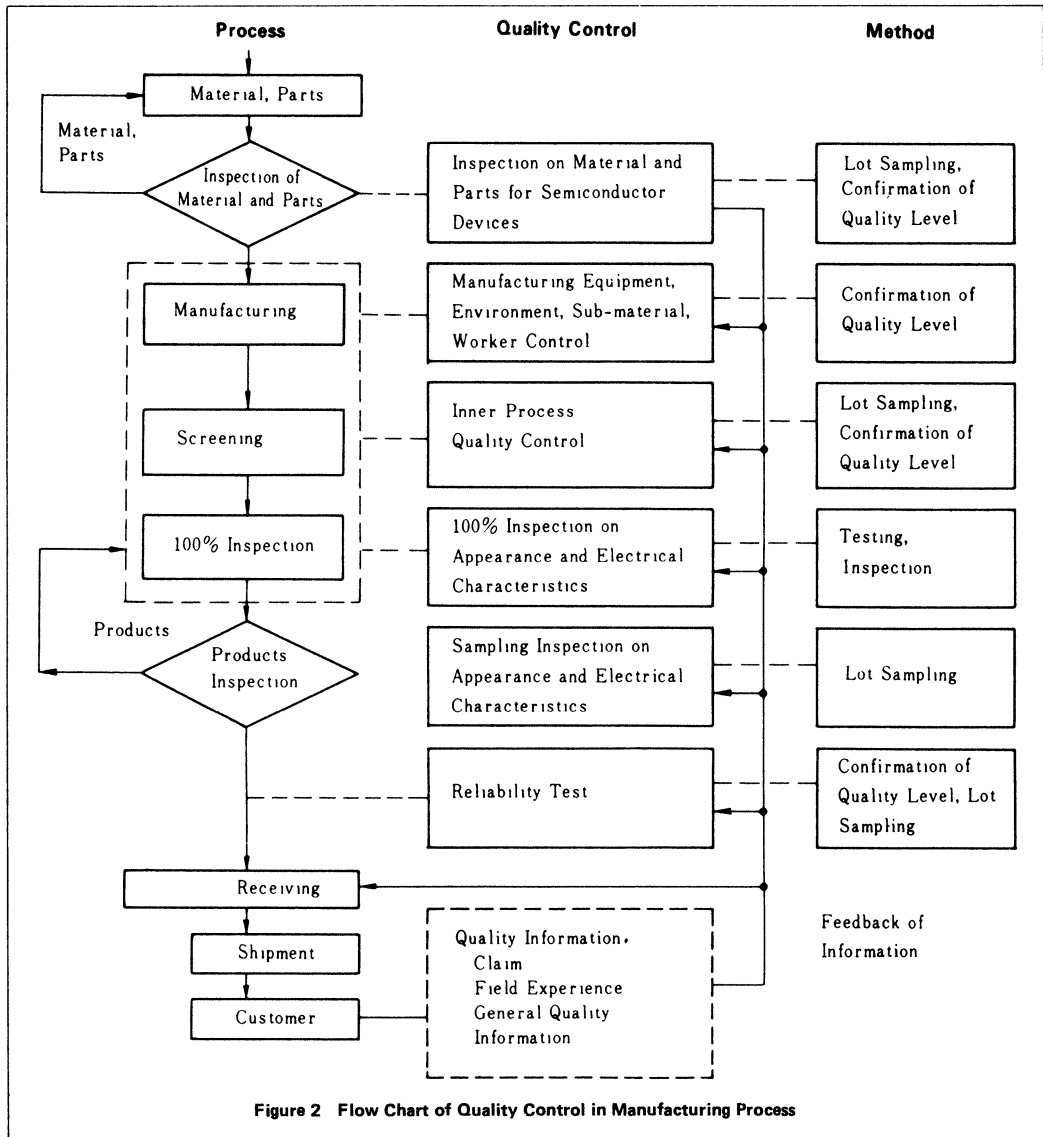 Process
Quality Control
Method
Material, Parts
Material,
Parts
Inspection of
Material and Parts
Inspection on Material and
Parts for Semiconductor
Devices
Lot Sampling,
Confirmation of
Quality Level
Manufacturing
Manufacturing Equipment,
Environment, Sub-material,
Worker Control
Confirmation of
Quality Level
Screening
Inner Process
Quality Control
Lot Sampling,
Confirmation of
Quality Level
100% Inspection
100% Inspection on
Appearance and Electrical
Characteristics
Testing,
Inspection
Products
Products
Inspection
Sampling Inspection on
Appearance and Electrical
Characteristics
Lot Sampling
Reliability Test
Confirmation of
Quality Level, Lot
Sampling
Receiving
Shipment
Customer
Quality Information.
Claim
Field Experience
General Quality
Information
Feedback of
Information
Figure 2 Flow Chart of Quality Control in Manufacturing Process